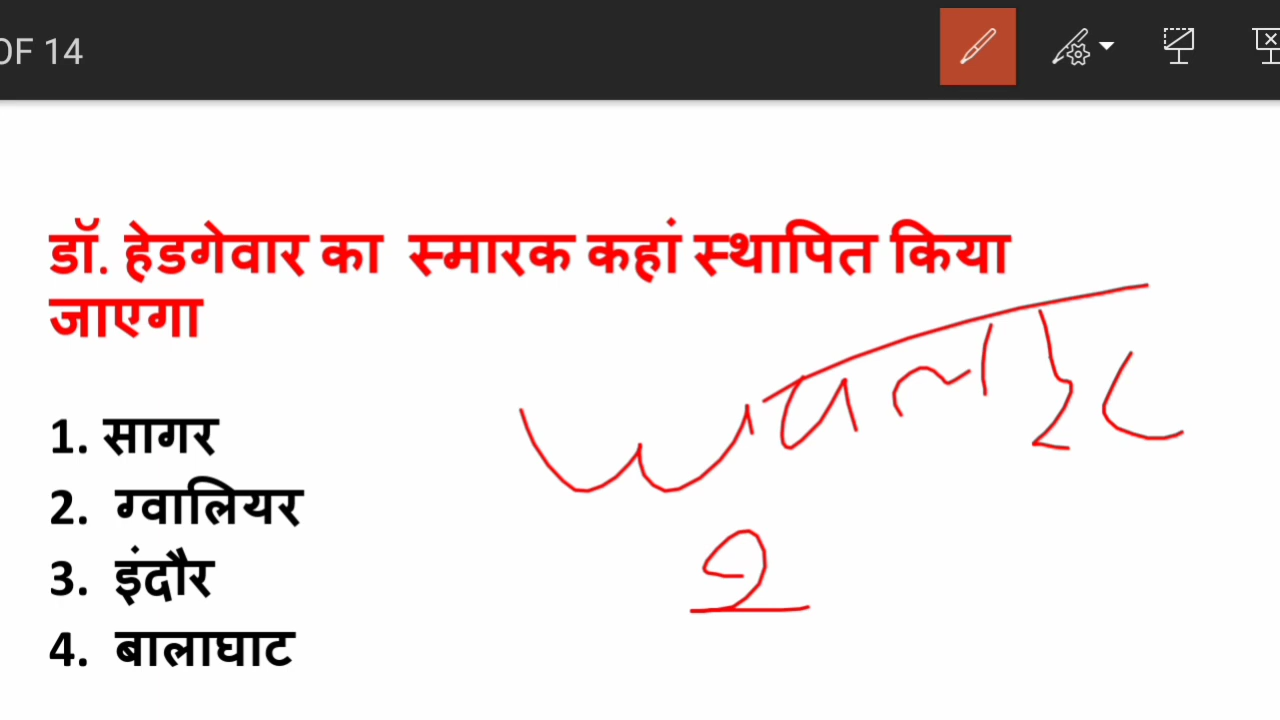 OF 14
डॉ. हेडगेवार का स्मारक कहां स्थापित किया
जाएगा
1. सागर
2. ग्वालियर
3. इंदौर
4. बालाघाट
2